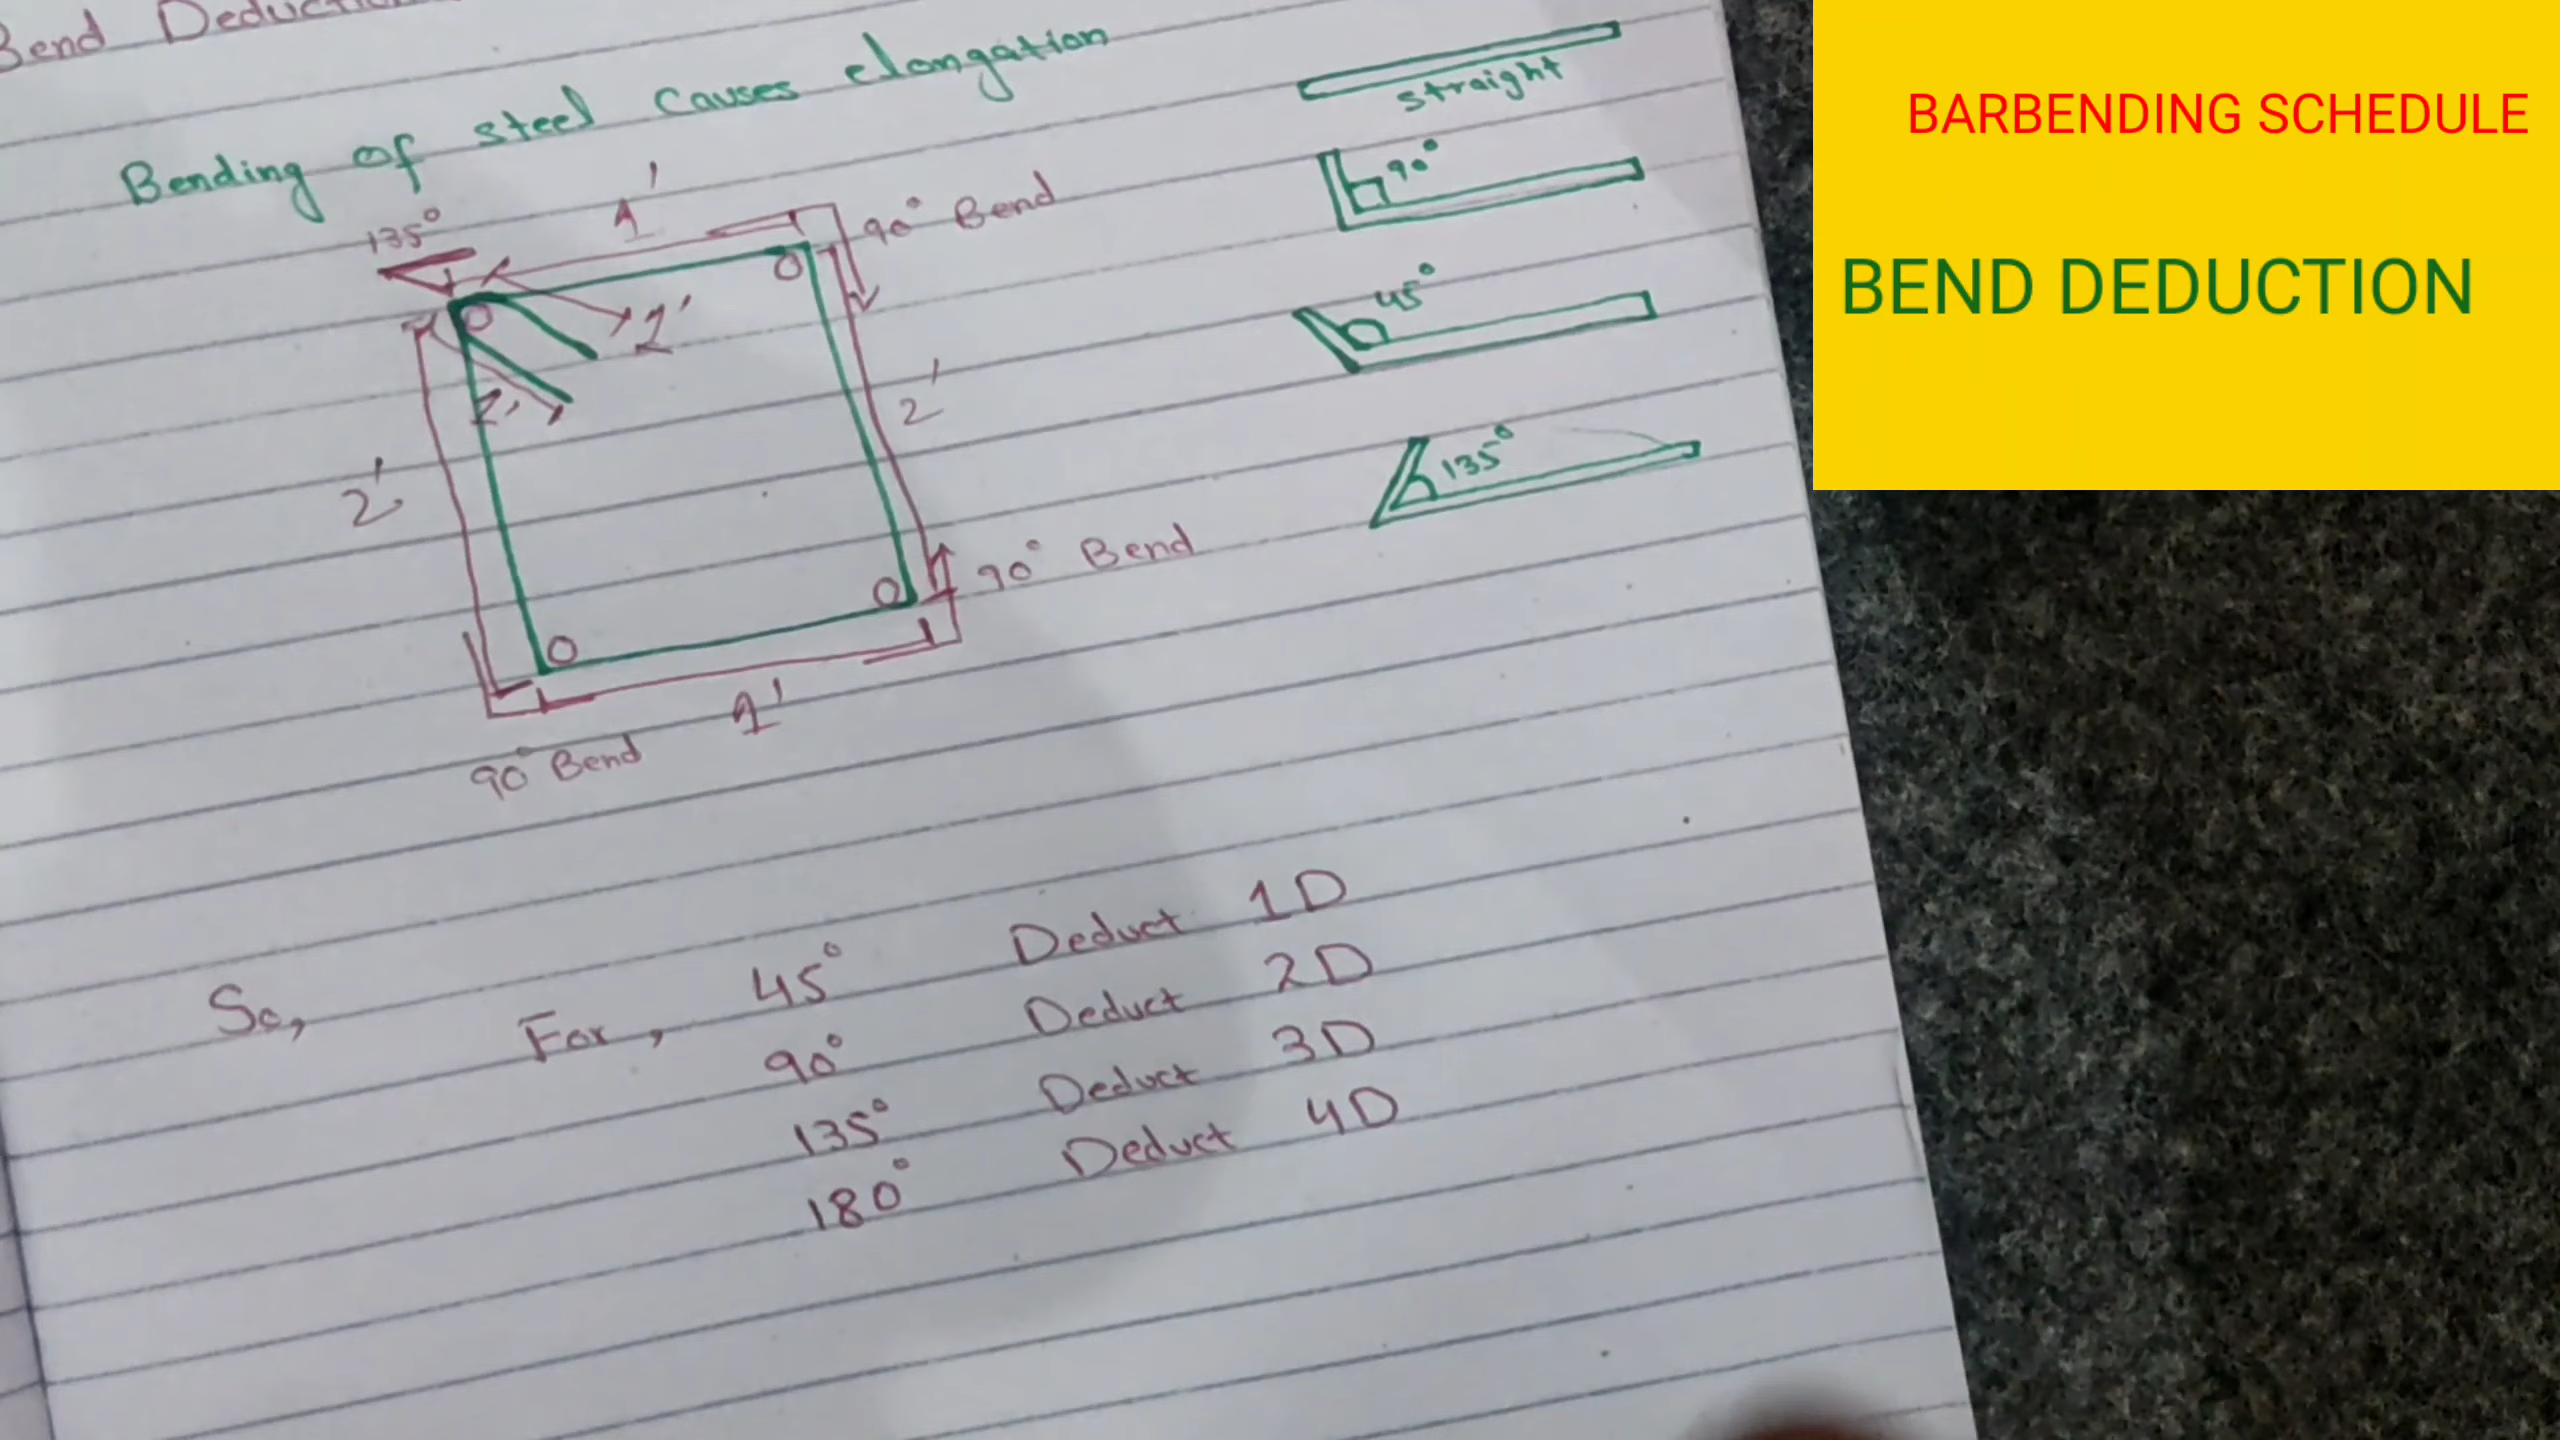 Bend Deduction
Bending of steel causes elongation
straight
90°
45°
135°
135°
1'
90° Bend
1'
2'
2'
90° Bend
1'
90° Bend
So, For, 45° Deduct 1D
90° Deduct 2D
135° Deduct 3D
180° Deduct 4D
BARBENDING SCHEDULE
BEND DEDUCTION